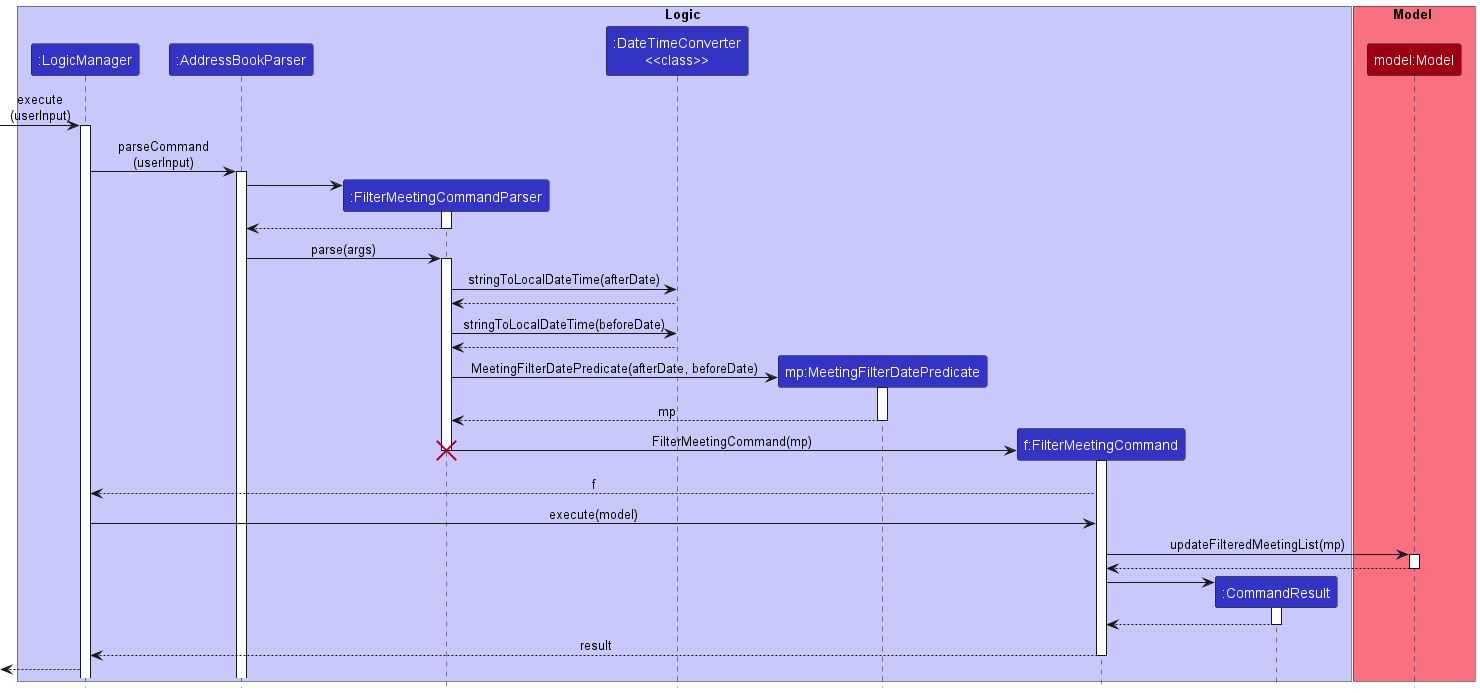 Logic
Model
:LogicManager
:AddressBookParser
:DateTimeConverter
<<class>>
model:Model
execute
(userInput)
parseCommand
(userInput)
:FilterMeetingCommandParser
parse(args)
stringToLocalDateTime(afterDate)
stringToLocalDateTime(beforeDate)
MeetingFilterDatePredicate(afterDate, beforeDate)
mp:MeetingFilterDatePredicate
mp
FilterMeetingCommand(mp)
f:FilterMeetingCommand
f
execute(model)
updateFilteredMeetingList(mp)
:CommandResult
result